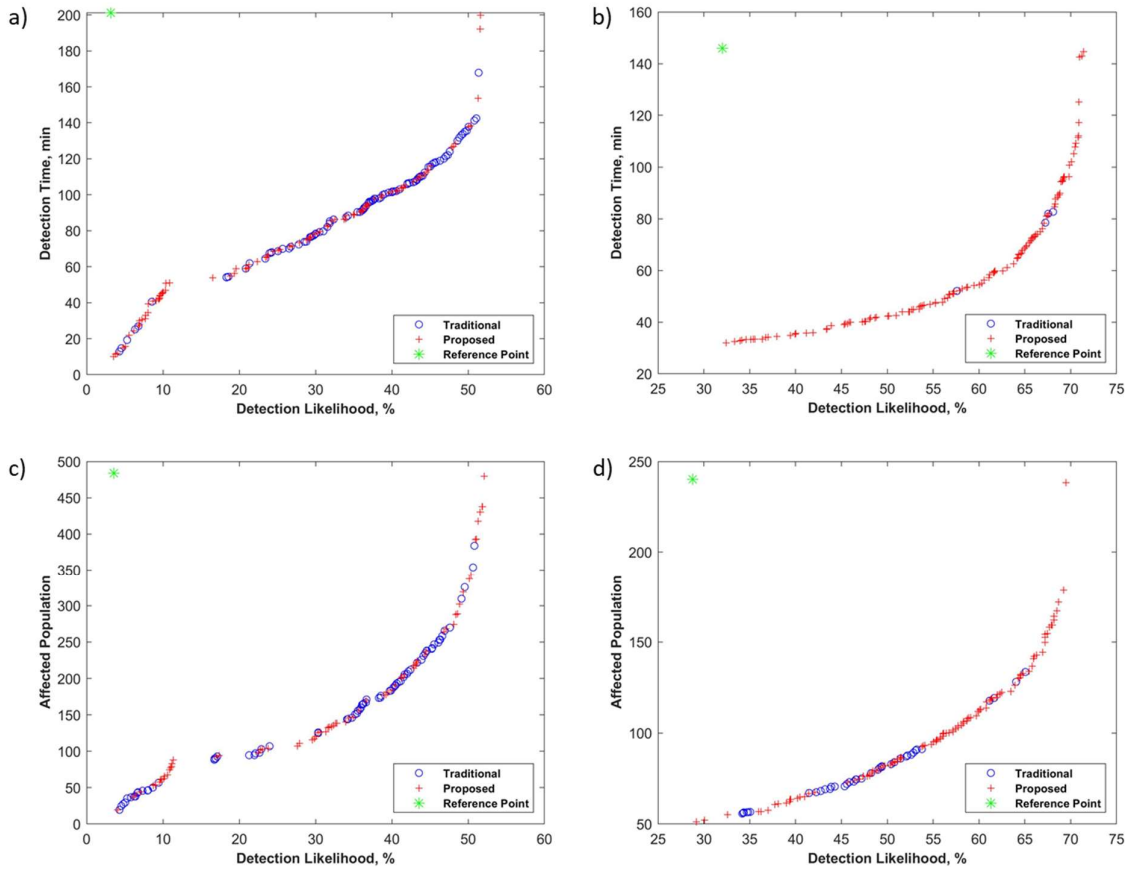 a)
200
180
160
140
120
100
80
60
40
20
0
Detection Time, min
0 10 20 30 40 50 60
Detection Likelihood, %
Traditional
Proposed
Reference Point
b)
160
140
120
100
80
60
40
20
Detection Time, min
25 30 35 40 45 50 55 60 65 70 75
Detection Likelihood, %
Traditional
Proposed
Reference Point
c)
500
450
400
350
300
250
200
150
100
50
0
Affected Population
0 10 20 30 40 50 60
Detection Likelihood, %
Traditional
Proposed
Reference Point
d)
250
200
150
100
50
Affected Population
25 30 35 40 45 50 55 60 65 70 75
Detection Likelihood, %
Traditional
Proposed
Reference Point